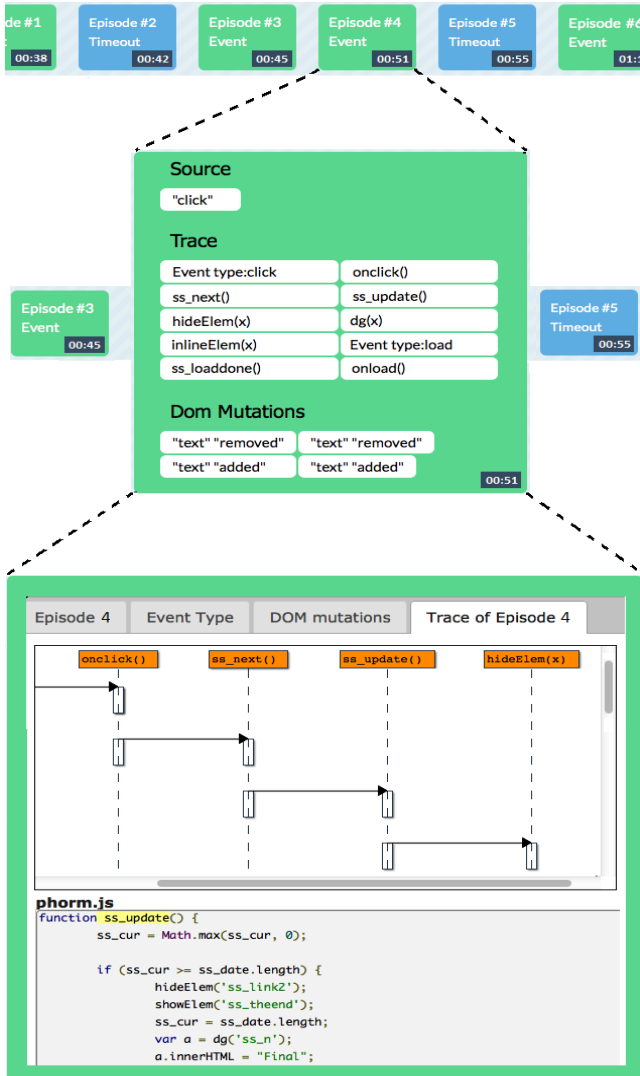 de #1 Episode #2 Episode #3 Episode #4 Episode #5 Episode #6
t Timeout Event Event Timeout Event
00:38 00:42 00:45 00:51 00:55 01:1
Source
"click"
Trace
Event type:click onclick()
ss_next() ss_update()
hideElem(x) dg(x)
inlineElem(x) Event type:load
ss_loaddone() onload()
Episode #3
Event
00:45
Episode #5
Timeout
00:55
Dom Mutations
"text" "removed" "text" "removed"
"text" "added" "text" "added"
00:51
Episode 4 Event Type DOM mutations Trace of Episode 4
onclick() ss_next() ss_update() hideElem(x)
phorm.js
function ss_update() {
ss_cur = Math.max(ss_cur, 0);
if (ss_cur >= ss_date.length) {
hideElem('ss_link2');
showElem('ss_theend');
ss_cur = ss_date.length;
var a = dg('ss_n');
a.innerHTML = "Final";